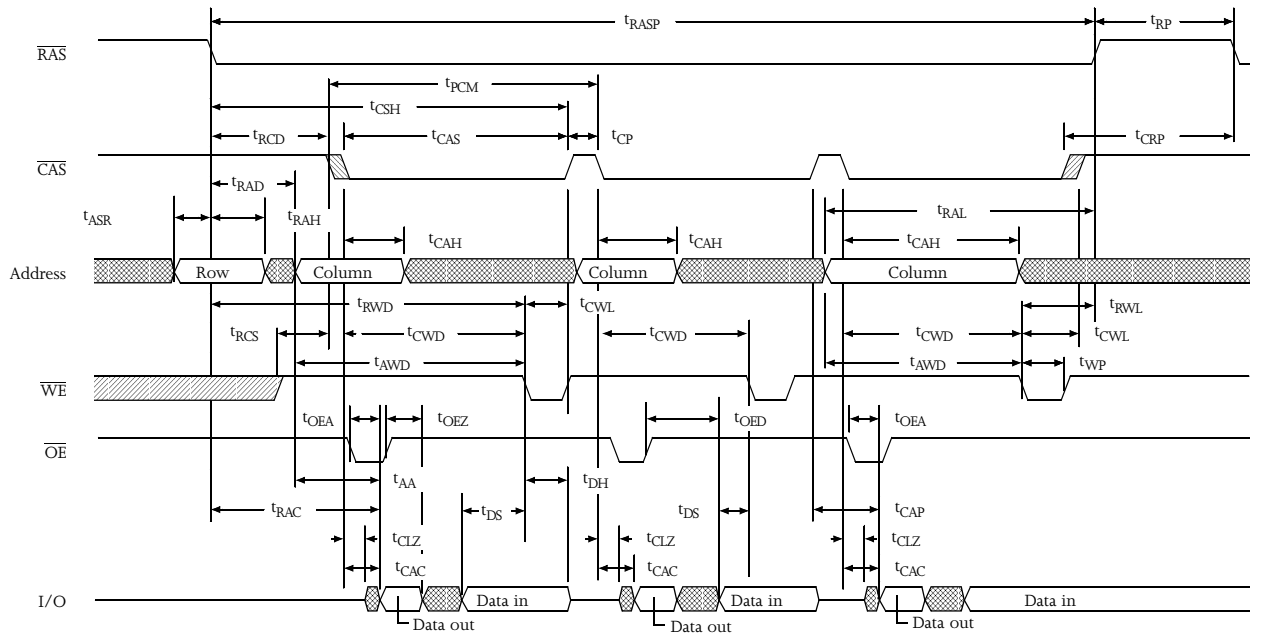 tRASP tRP
RAS
tPCM
tCSH
tRCD tCAS tCP tCRP
CAS
tRAD
tASR tRAH tRAL
tCAH tCAH tCAH
Address Row Column Column Column
tRWD tCWL tRWL
tRCS tCWD tCWD tCWD tCWL
tAWD tAWD tWP
WE
tOEA tOEZ tOED tOEA
OE
tAA tDH
tRAC tDS tDS tCAP
tCLZ tCLZ tCLZ
tCAC tCAC tCAC
I/O Data in Data in Data in
Data out Data out Data out